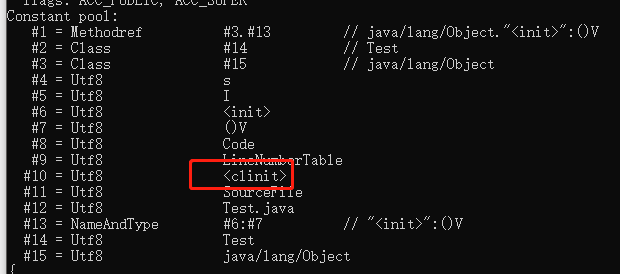 flags: ACC_PUBLIC, ACC_SUPER
Constant pool:
#1 = Methodref #3.#13 // java/lang/Object."<init>":()V
#2 = Class #14 // Test
#3 = Class #15 // java/lang/Object
#4 = Utf8 s
#5 = Utf8 I
#6 = Utf8 <init>
#7 = Utf8 ()V
#8 = Utf8 Code
#9 = Utf8 LineNumberTable
#10 = Utf8 <clinit>
#11 = Utf8 SourceFile
#12 = Utf8 Test.java
#13 = NameAndType #6:#7 // "<init>":()V
#14 = Utf8 Test
#15 = Utf8 java/lang/Object
{